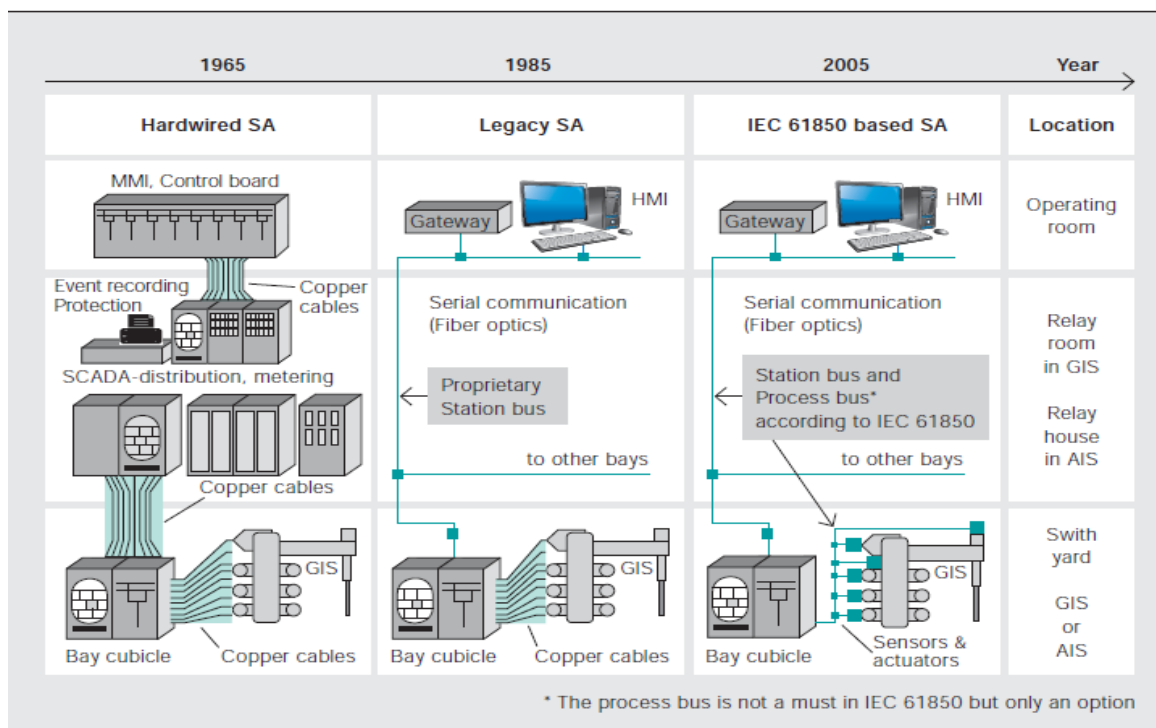 1965 1985 2005 Year
Hardwired SA Legacy SA IEC 61850 based SA Location
MMI, Control board
Event recording
Protection
Copper
cables
SCADA-distribution, metering
Copper cables
Bay cubicle
GIS
Copper cables
Gateway
HMI
Serial communication
(Fiber optics)
Proprietary
Station bus
to other bays
Bay cubicle
GIS
Copper cables
Gateway
HMI
Serial communication
(Fiber optics)
Station bus and
Process bus*
according to IEC 61850
to other bays
Bay cubicle
GIS
Sensors &
actuators
Operating
room
Relay
room
in GIS
Relay
house
in AIS
Swith
yard
GIS
or
AIS
* The process bus is not a must in IEC 61850 but only an option